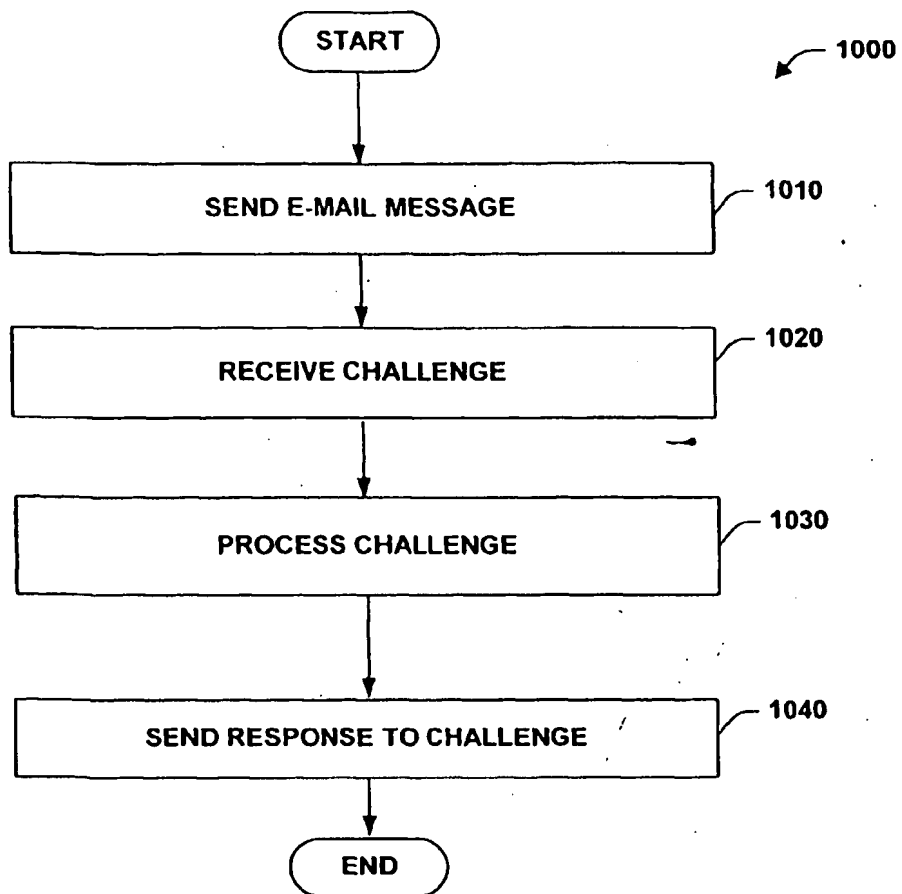 START
1000
SEND E-MAIL MESSAGE
1010
RECEIVE CHALLENGE
1020
PROCESS CHALLENGE
1030
SEND RESPONSE TO CHALLENGE
1040
END